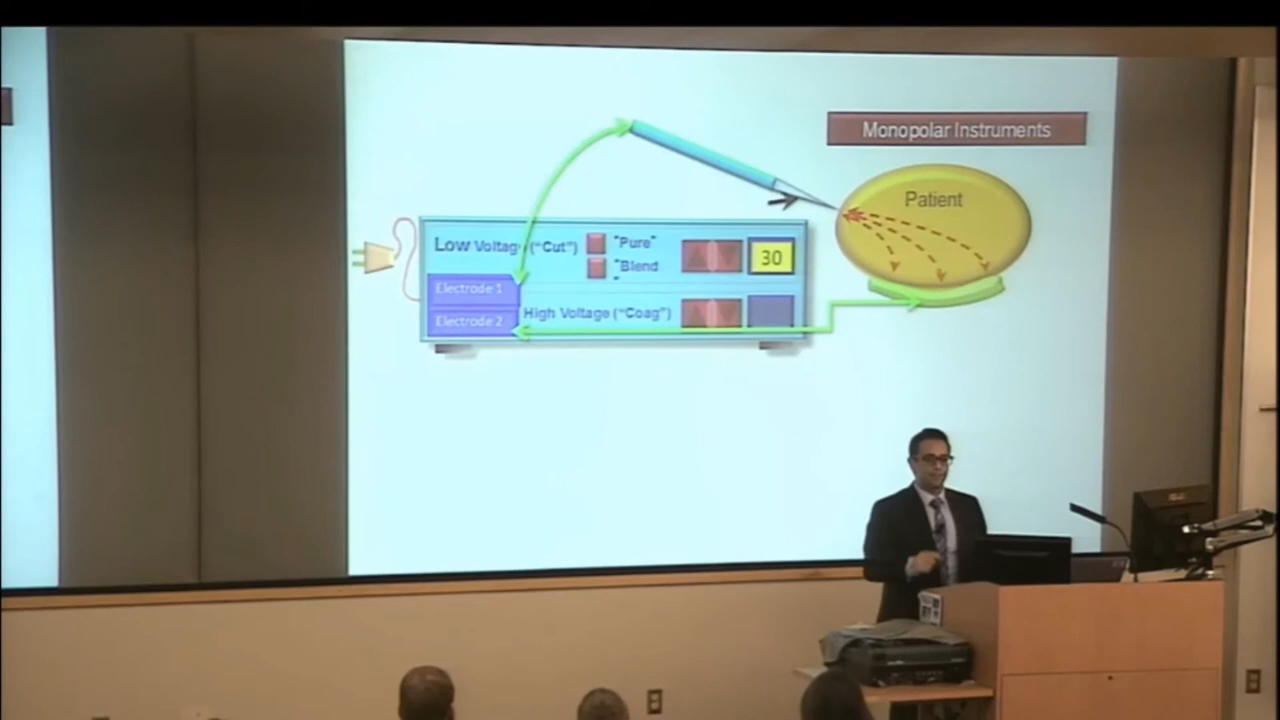 Monopolar Instruments
Patient
Low Voltage ("Cut")
"Pure"
"Blend
"
30
Electrode 1
Electrode 2
High Voltage ("Coag")